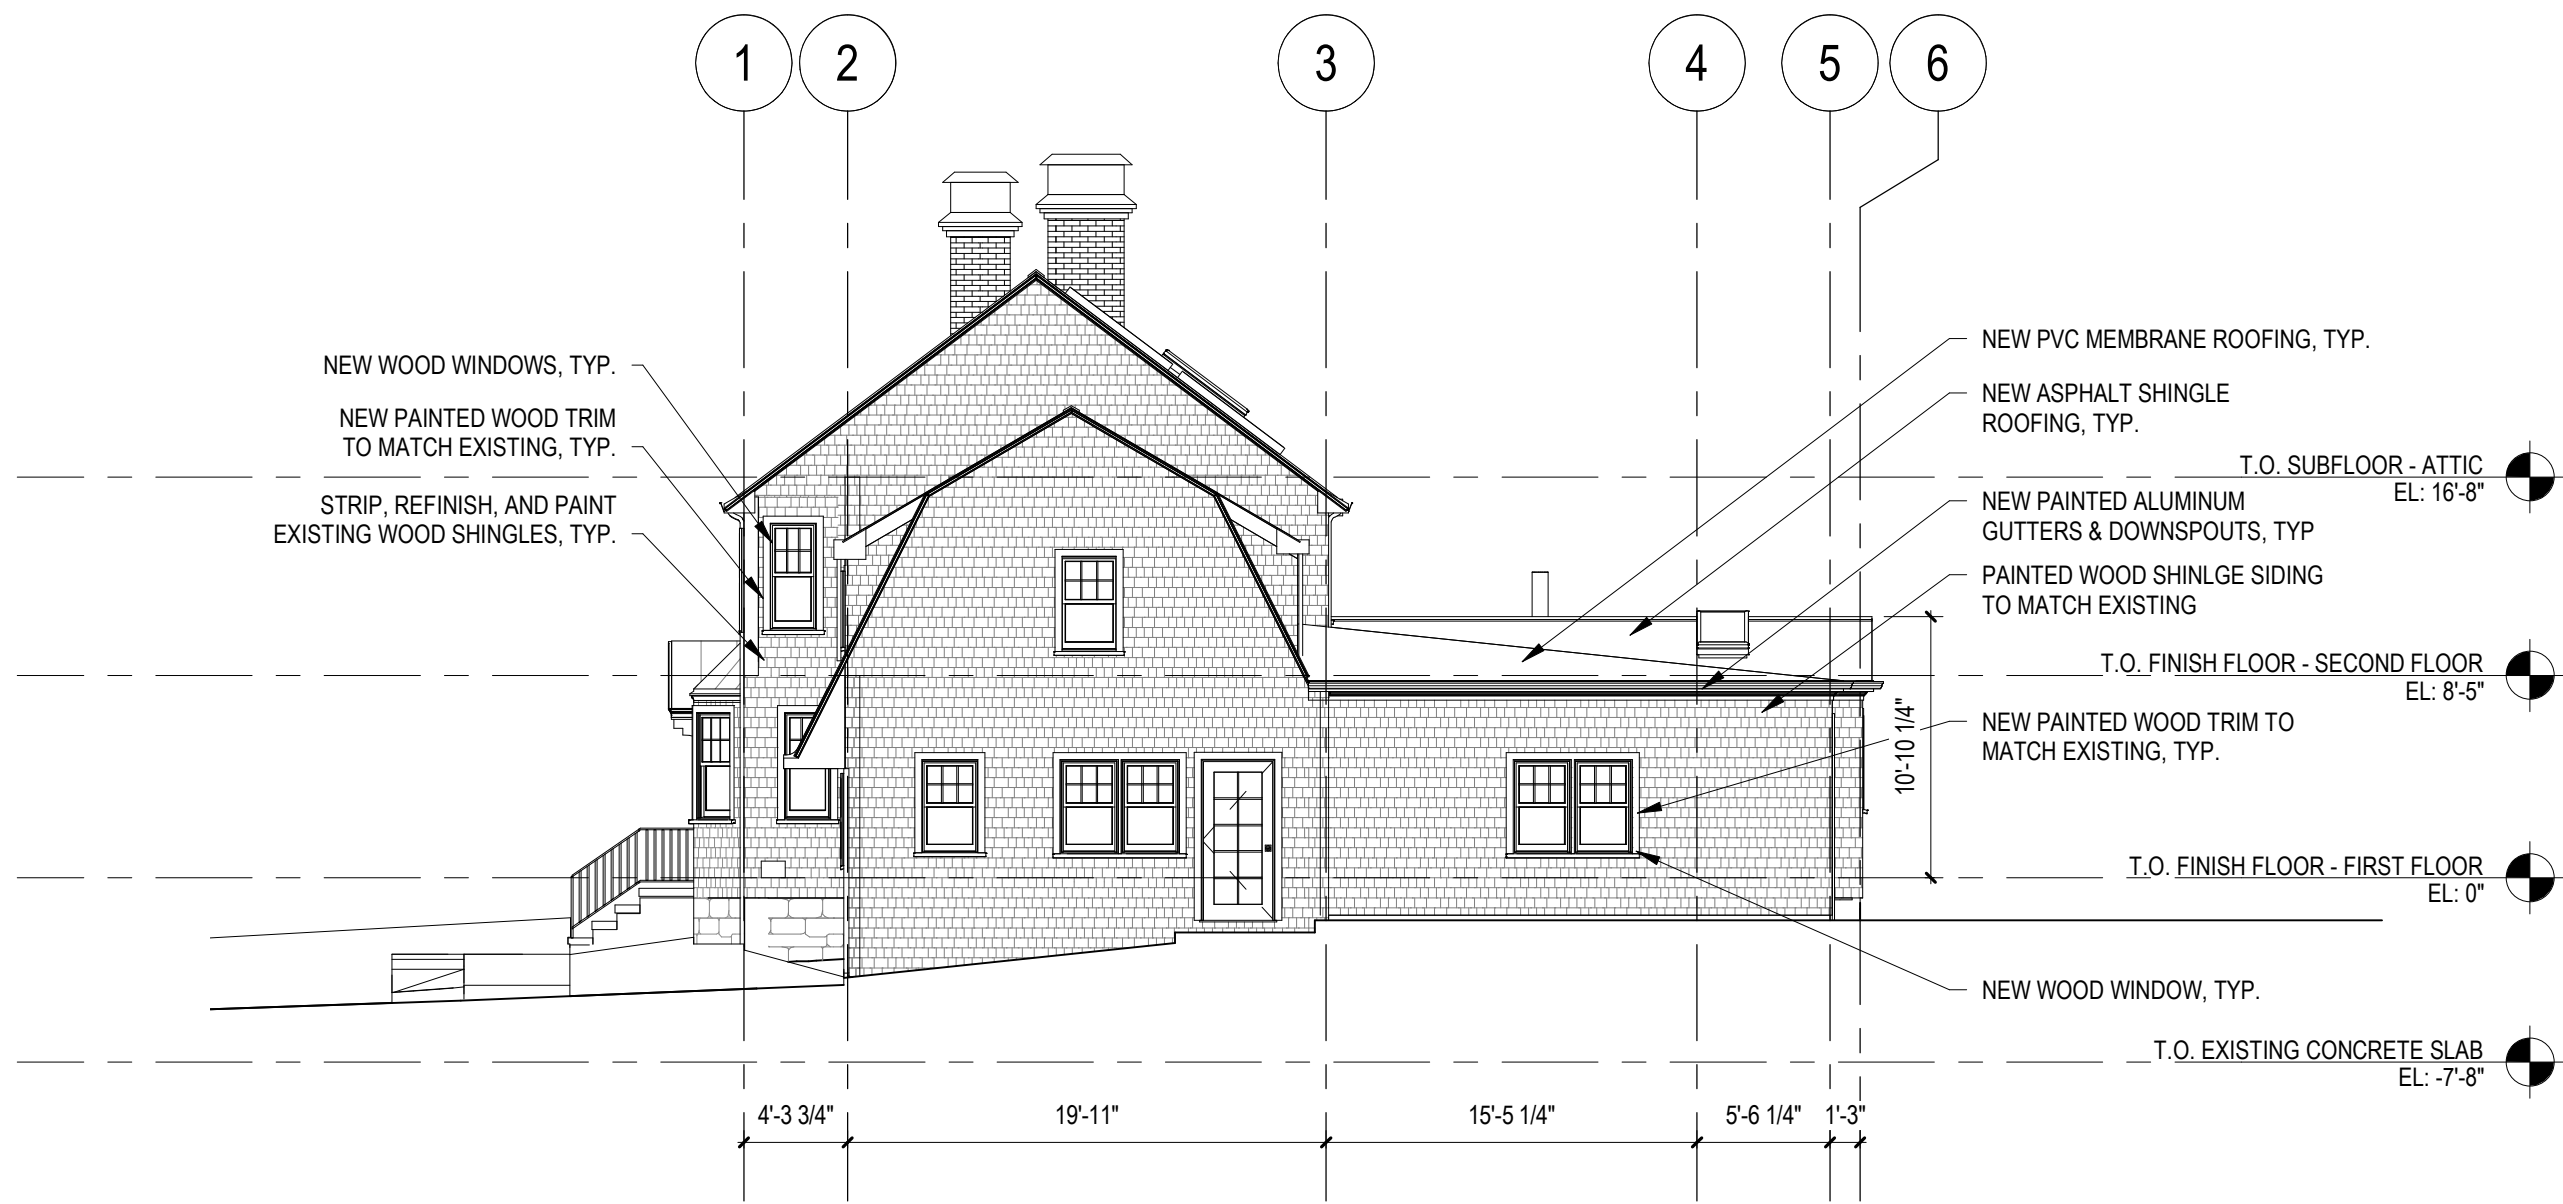 1
2
3
4
5
6
NEW WOOD WINDOWS, TYP.
NEW PAINTED WOOD TRIM
TO MATCH EXISTING, TYP.
STRIP, REFINISH, AND PAINT
EXISTING WOOD SHINGLES, TYP.
NEW PVC MEMBRANE ROOFING, TYP.
NEW ASPHALT SHINGLE
ROOFING, TYP.
T.O. SUBFLOOR - ATTIC
EL: 16'-8"
NEW PAINTED ALUMINUM
GUTTERS & DOWNSPOUTS, TYP
PAINTED WOOD SHINLGE SIDING
TO MATCH EXISTING
T.O. FINISH FLOOR - SECOND FLOOR
EL: 8'-5"
NEW PAINTED WOOD TRIM TO
MATCH EXISTING, TYP.
10'-10 1/4"
T.O. FINISH FLOOR - FIRST FLOOR
EL: 0"
NEW WOOD WINDOW, TYP.
T.O. EXISTING CONCRETE SLAB
EL: -7'-8"
4'-3 3/4"
19'-11"
15'-5 1/4"
5'-6 1/4"
1'-3"